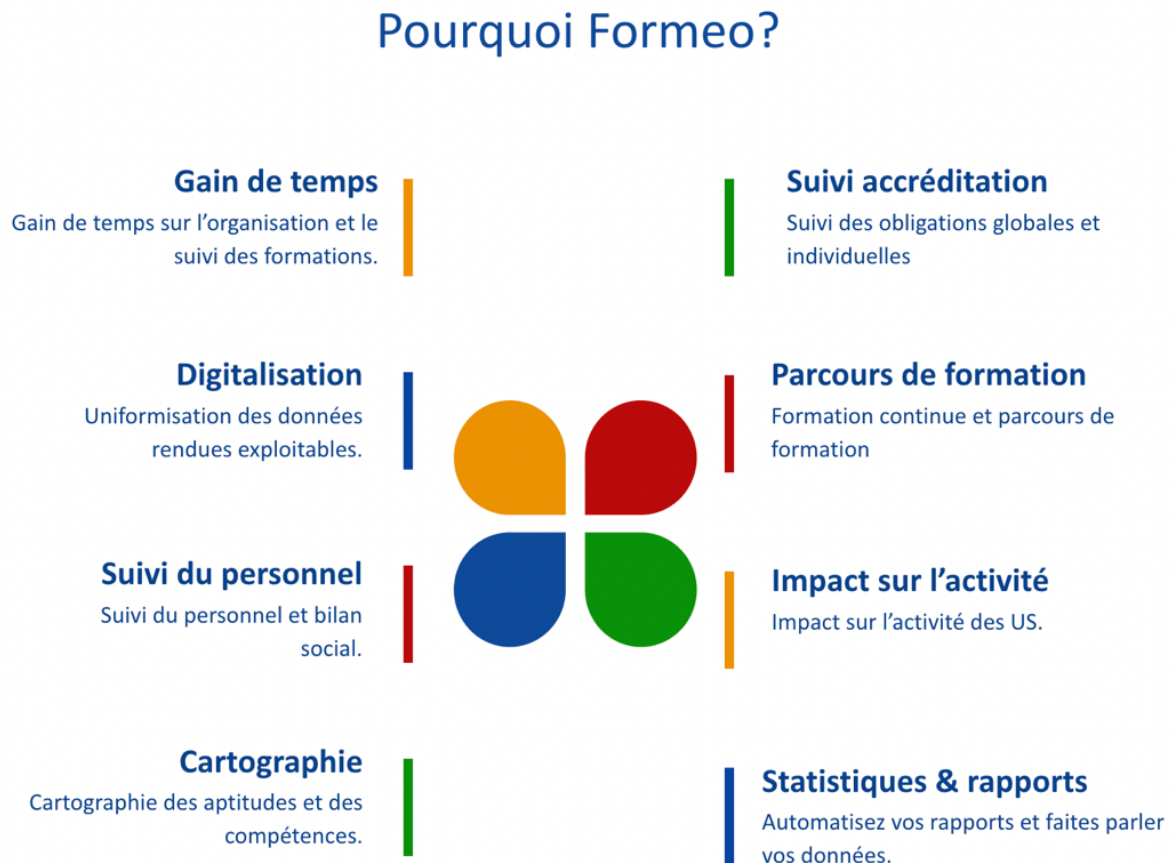 Pourquoi Formeo?
Gain de temps
Gain de temps sur l’organisation et le
suivi des formations.
Digitalisation
Uniformisation des données
rendues exploitables.
Suivi du personnel
Suivi du personnel et bilan
social.
Cartographie
Cartographie des aptitudes et des
compétences.
Suivi accréditation
Suivi des obligations globales et
individuelles
Parcours de formation
Formation continue et parcours de
formation
Impact sur l’activité
Impact sur l’activité des US.
Statistiques & rapports
Automatisez vos rapports et faites parler
vos données.